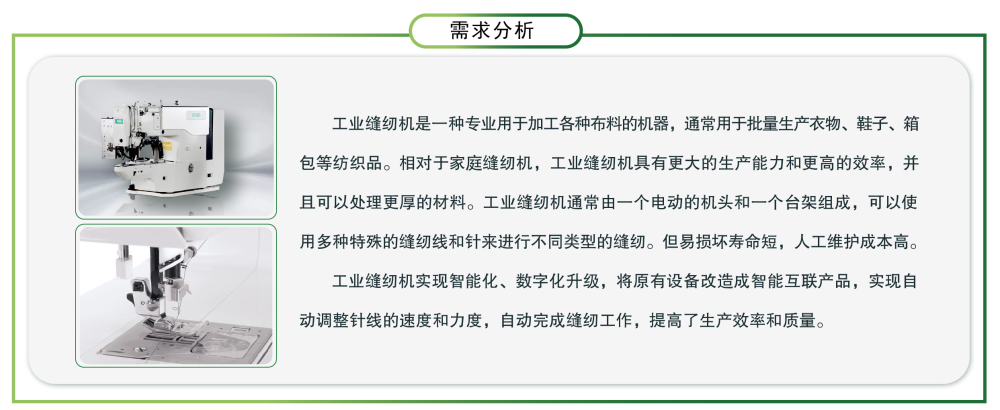 需求分析
工业缝纫机是一种专业用于加工各种布料的机器，通常用于批量生产衣物、鞋子、箱
包等纺织品。相对于家庭缝纫机，工业缝纫机具有更大的生产能力和更高的效率，并
且可以处理更厚的材料。工业缝纫机通常由一个电动的机头和一个台架组成，可以使
用多种特殊的缝纫线和针来进行不同类型的缝纫。但易损坏寿命短，人工维护成本高。
工业缝纫机实现智能化、数字化升级，将原有设备改造成智能互联产品，实现自
动调整针线的速度和力度，自动完成缝纫工作，提高了生产效率和质量。